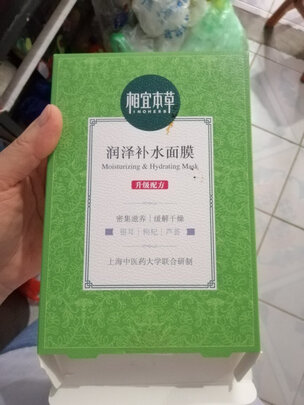 相宜本草
INOHERB
润泽补水面膜
Moisturizing & Hydrating Mask
升级配方
密集滋养 | 缓解干燥
银耳 | 枸杞 | 芦荟
上海中医药大学联合研制